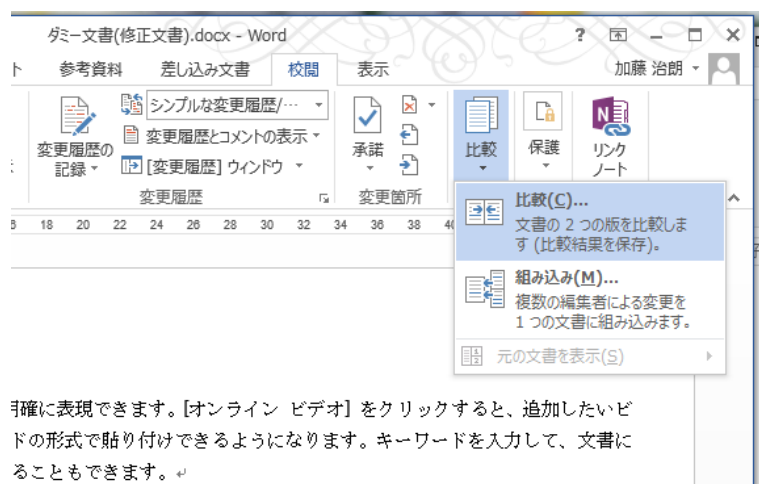 ダミー文書(修正文書).docx - Word
ト 参考資料 差し込み文書 校閲 表示 加藤 治朗
シンプルな変更履歴/…
変更履歴とコメントの表示
[変更履歴] ウィンドウ
変更履歴の
記録
変更履歴
承諾
変更箇所
比較
保護
リンク
ノート
18 20 22 24 26 28 30 32 34 36 38
比較(C)...
文書の 2 つの版を比較しま
す (比較結果を保存)。
組み込み(M)...
複数の編集者による変更を
1 つの文書に組み込みます。
元の文書を表示(S)
確に表現できます。[オンライン ビデオ] をクリックすると、追加したいビ
ドの形式で貼り付けできるようになります。キーワードを入力して、文書に
ることもできます。